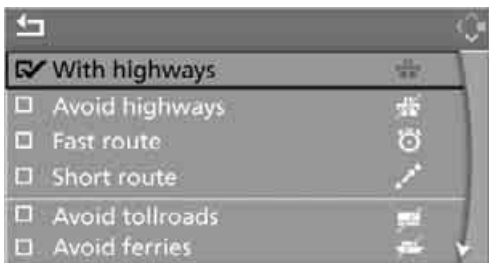 With highways
Avoid highways
Fast route
Short route
Avoid tollroads
Avoid ferries